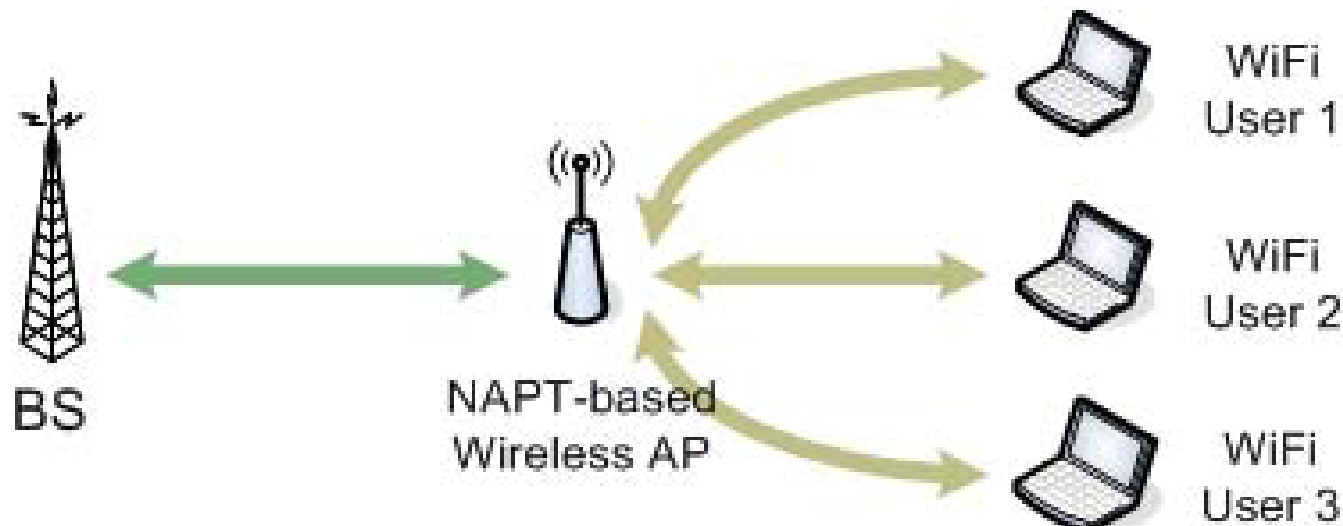 BS
NAPT-based
Wireless AP
WiFi
User 1
WiFi
User 2
WiFi
User 3